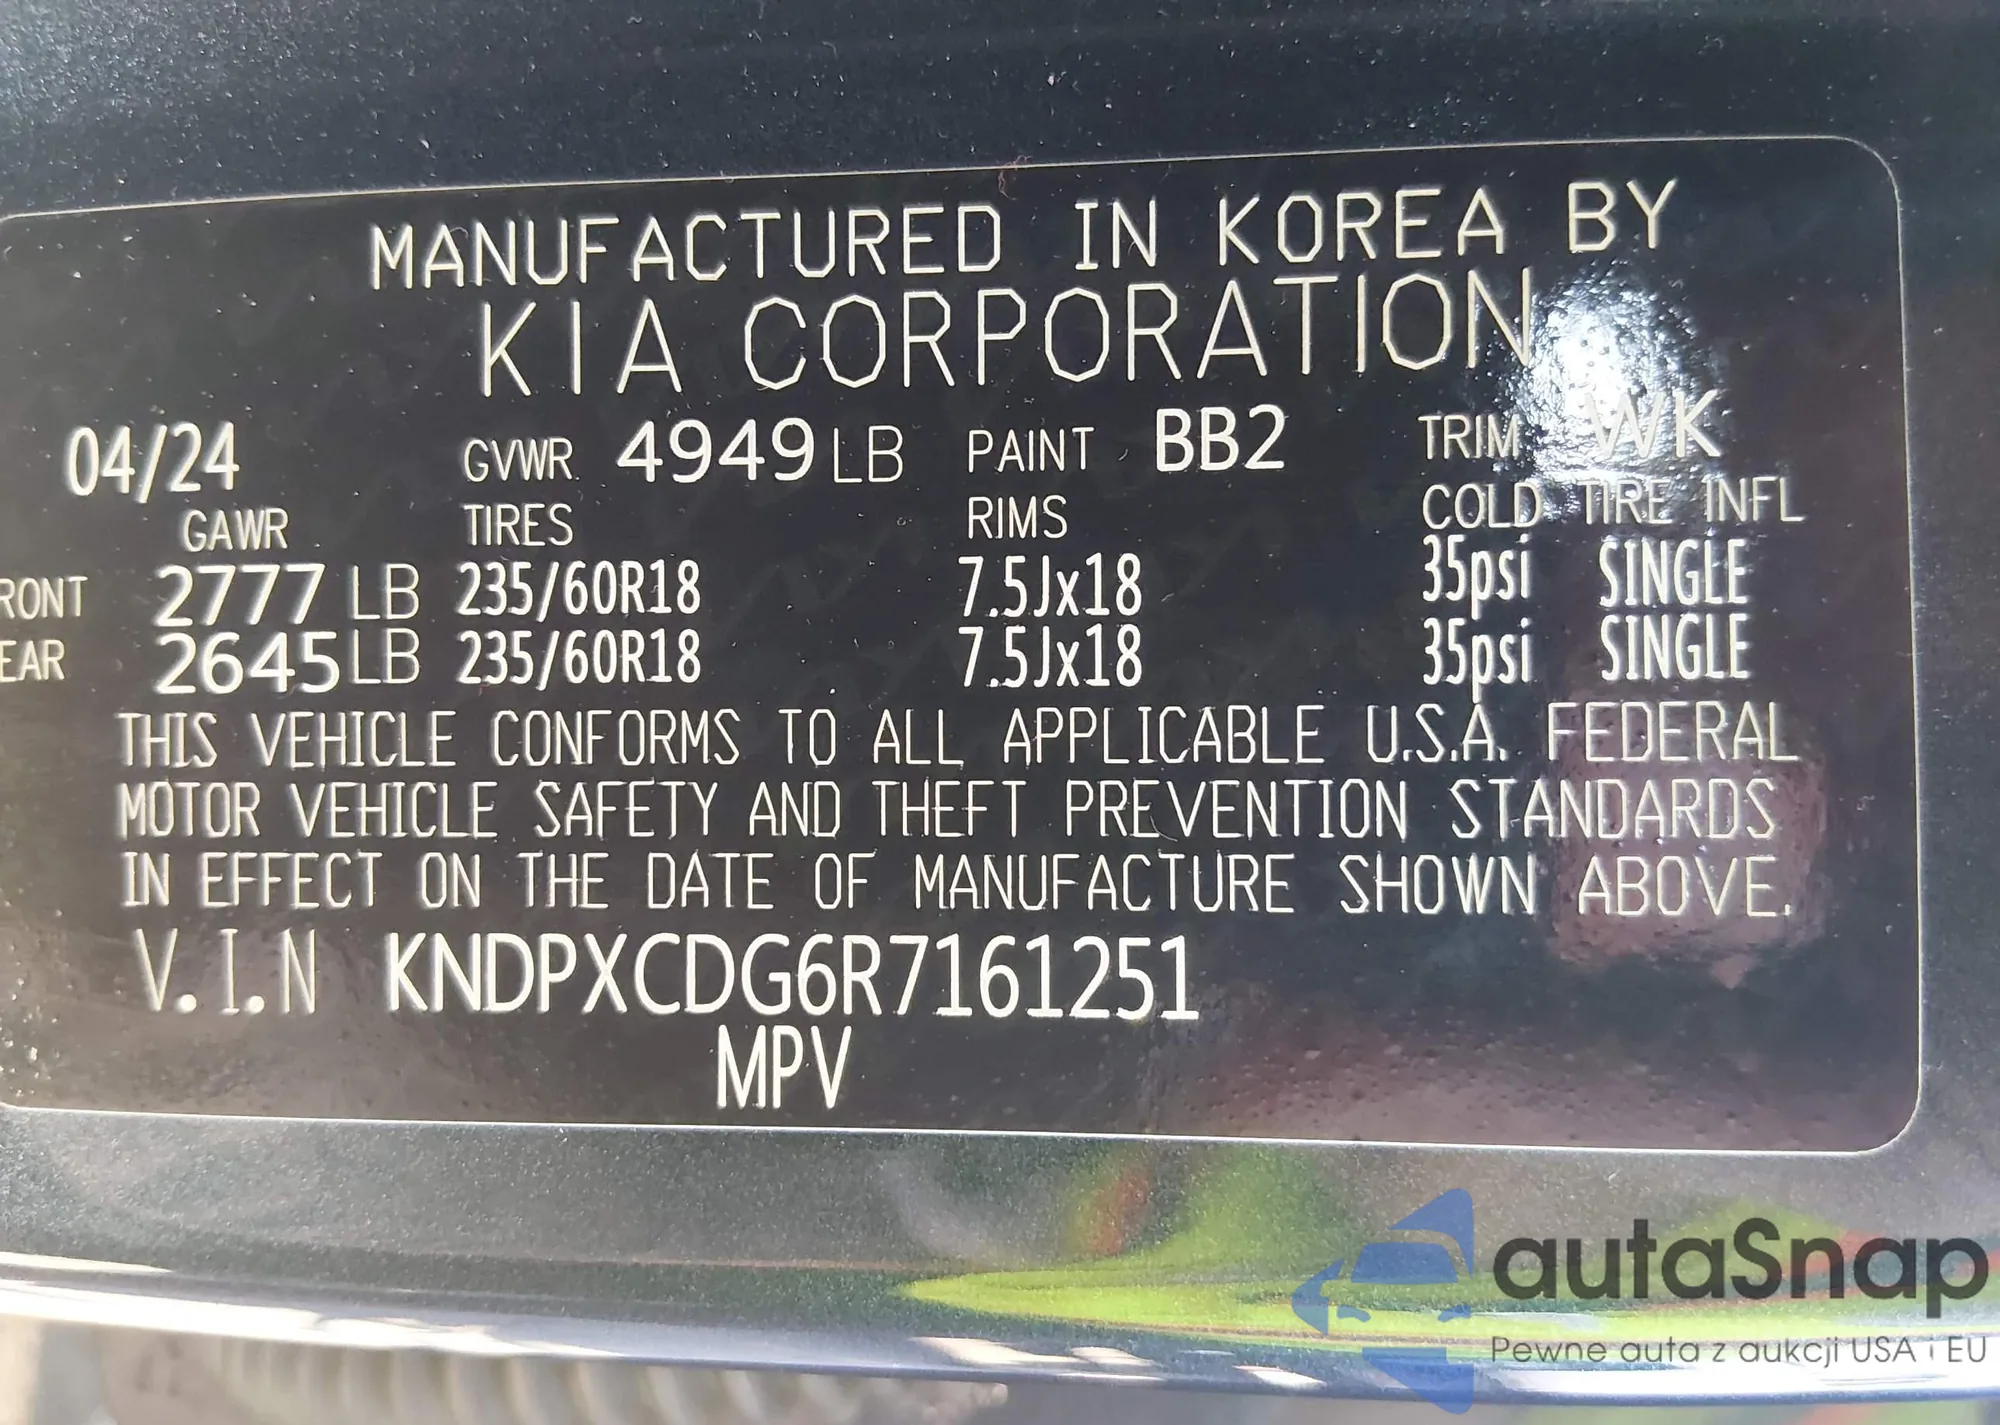 MANUFACTURED IN KOREA BY
KIA CORPORATION
04/24 GVWR 4949LB PAINT BB2 TRIM WK
GAWR TIRES RIMS COLD TIRE INFL
RONT 2777LB 235/60R18 7.5Jx18 35psi SINGLE
EAR 2645LB 235/60R18 7.5Jx18 35psi SINGLE
THIS VEHICLE CONFORMS TO ALL APPLICABLE U.S.A. FEDERAL
MOTOR VEHICLE SAFETY AND THEFT PREVENTION STANDARDS
IN EFFECT ON THE DATE OF MANUFACTURE SHOWN ABOVE.
V.I.N KNDPXCDG6R7161251
MPV
autaSnap
Pewne auta z aukcji USA i EU